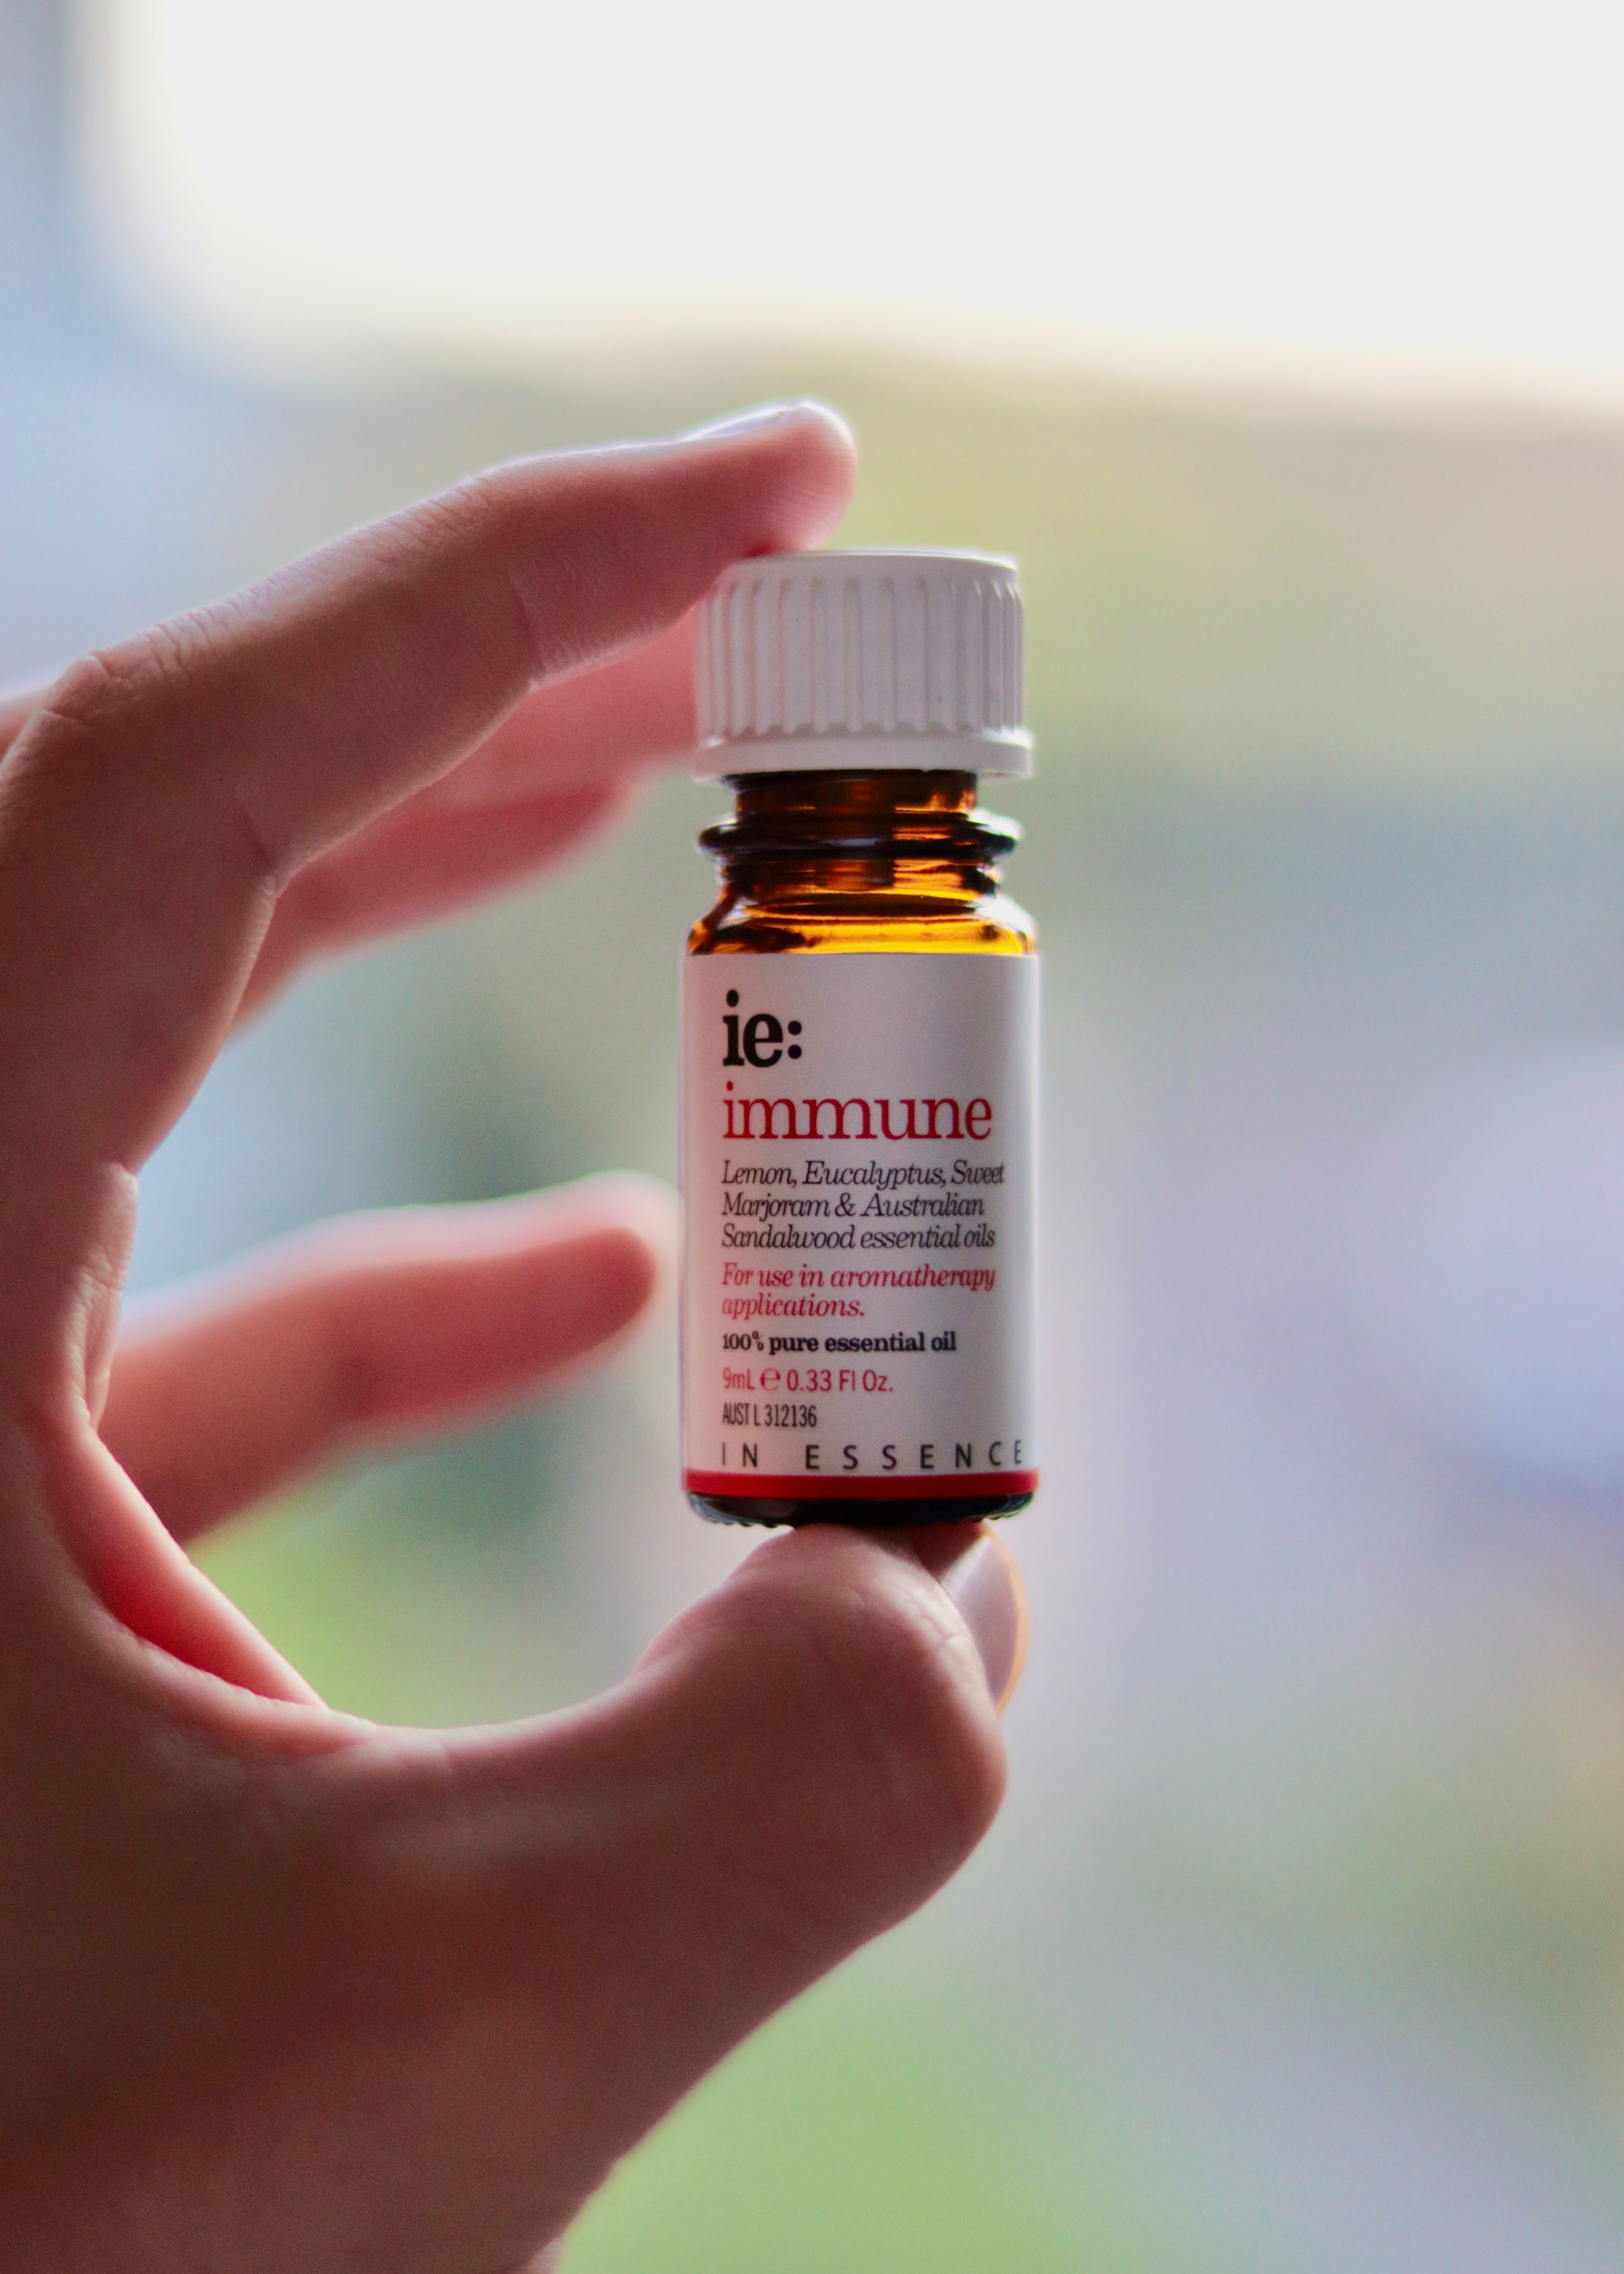 ie:
immune
Lemon, Eucalyptus, Sweet
Marjoram & Australian
Sandalwood essential oils
For use in aromatherapy
applications.
100% pure essential oil
9mL ℮ 0.33 Fl Oz.
AUST L 312136
IN ESSENCE